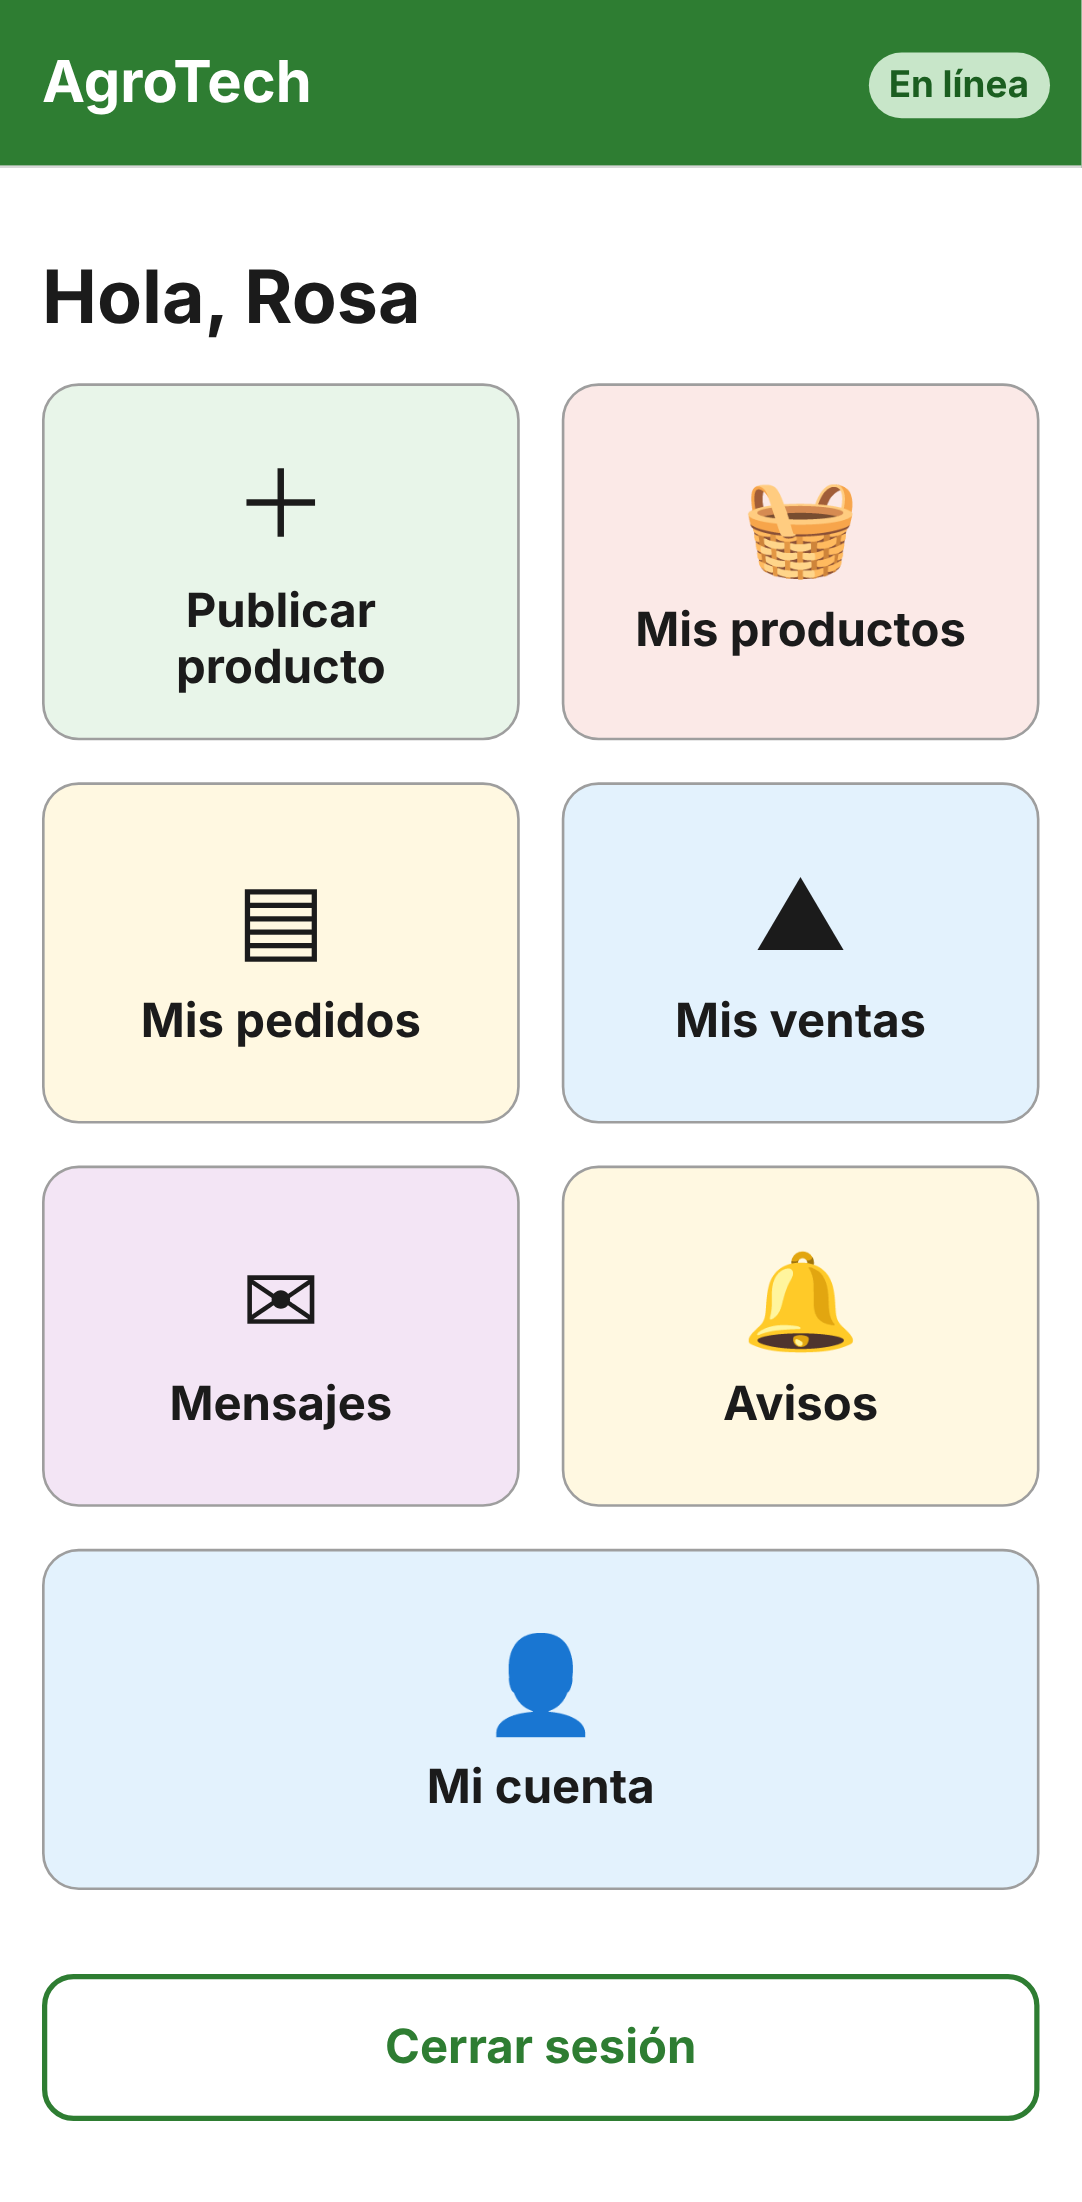 AgroTech
En línea
Hola, Rosa
Publicar
producto
Mis productos
Mis pedidos
Mis ventas
Mensajes
Avisos
Mi cuenta
Cerrar sesión